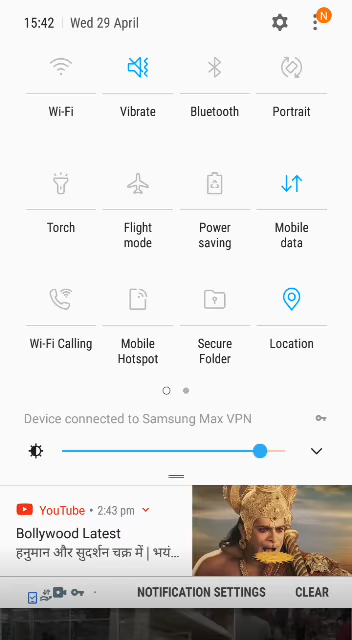 15:42 | Wed 29 April
N
Wi-Fi
Vibrate
Bluetooth
Portrait
Torch
Flight mode
Power saving
Mobile data
Wi-Fi Calling
Mobile Hotspot
Secure Folder
Location
Device connected to Samsung Max VPN
YouTube • 2:43 pm
Bollywood Latest
हनुमान और सुदर्शन चक्र में | भयं...
NOTIFICATION SETTINGS
CLEAR